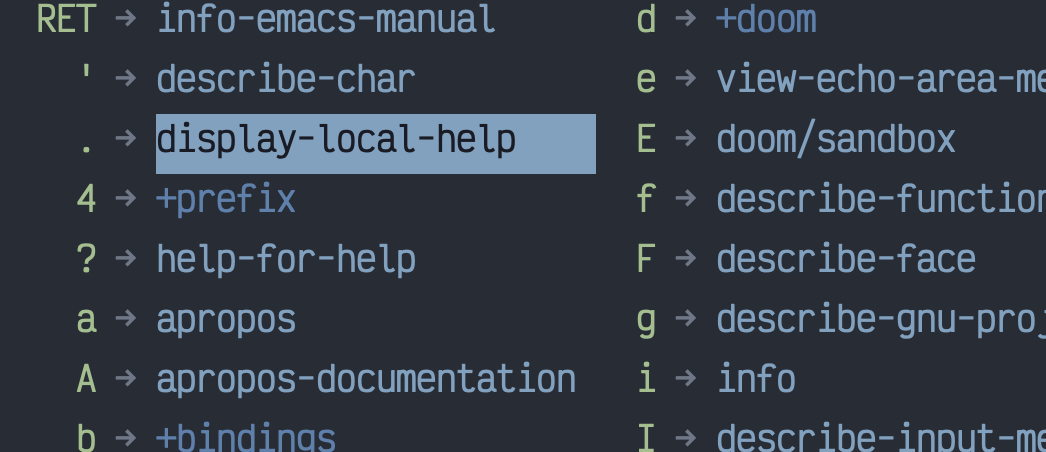 RET → info-emacs-manual
' → describe-char
. → display-local-help
4 → +prefix
? → help-for-help
a → apropos
A → apropos-documentation
b → +bindings
d → +doom
e → view-echo-area-me
E → doom/sandbox
f → describe-function
F → describe-face
g → describe-gnu-proj
i → info
I → describe-input-me